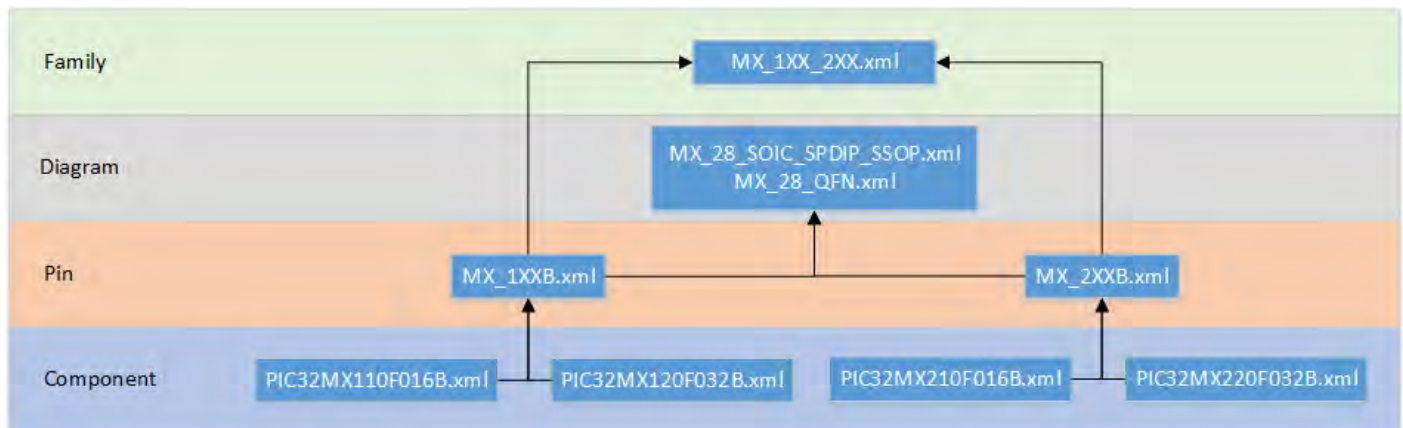 Family
MX_1XX_2XX.xml
Diagram
MX_28_SOIC_SPDIP_SSOP.xml
MX_28_QFN.xml
Pin
MX_1XXB.xml
MX_2XXB.xml
Component
PIC32MX110F016B.xml
PIC32MX120F032B.xml
PIC32MX210F016B.xml
PIC32MX220F032B.xml